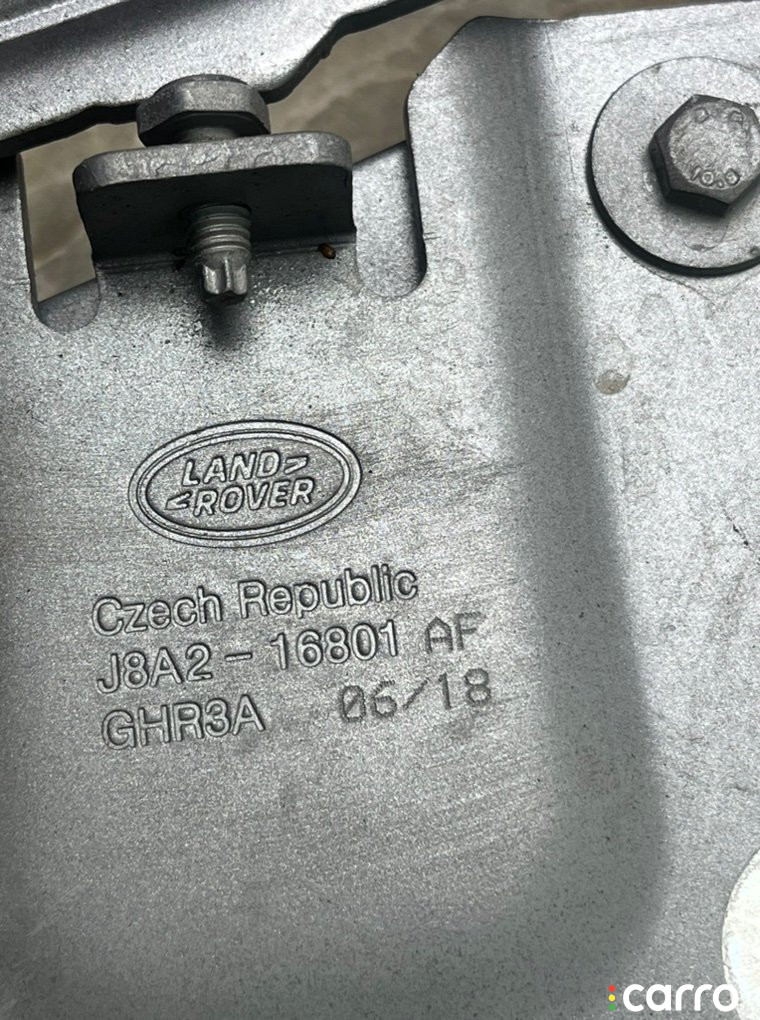 LAND
ROVER
Czech Republic
J8A2-16801 AF
GHR3A 06/18
carro